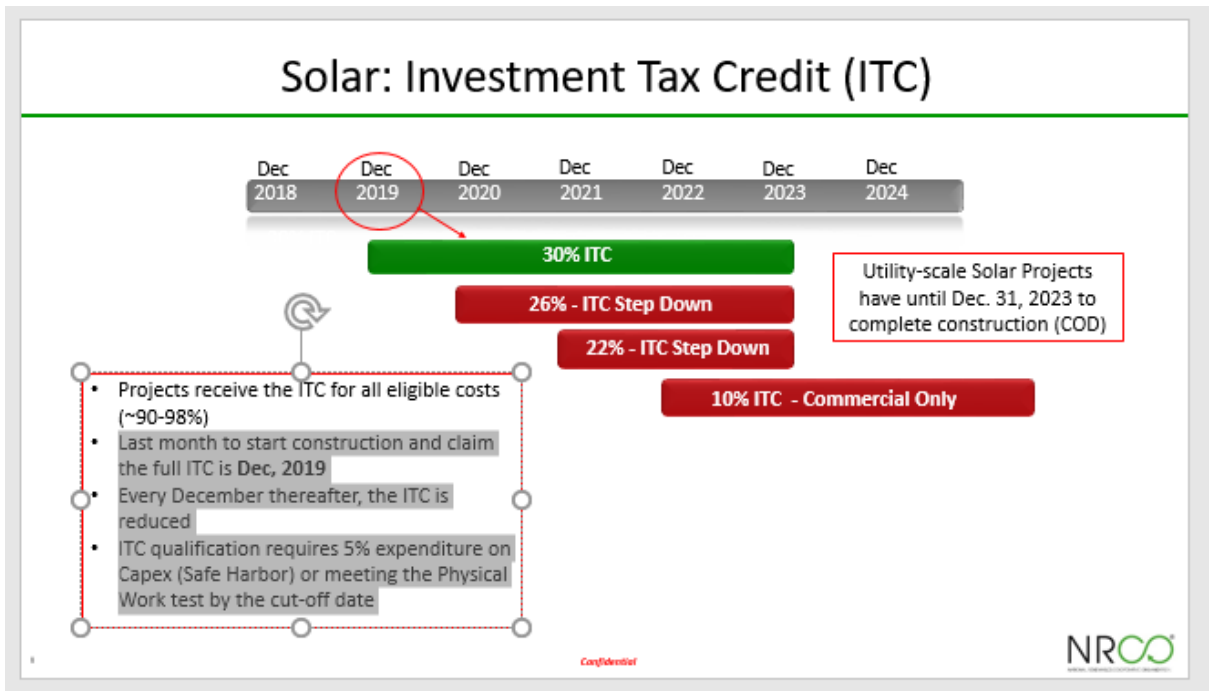 Solar: Investment Tax Credit (ITC)
Dec Dec Dec Dec Dec Dec Dec
2018 2019 2020 2021 2022 2023 2024
30% ITC
26% - ITC Step Down
22% - ITC Step Down
10% ITC - Commercial Only
Utility-scale Solar Projects
have until Dec. 31, 2023 to
complete construction (COD)
• Projects receive the ITC for all eligible costs
(~90-98%)
• Last month to start construction and claim
the full ITC is Dec, 2019
• Every December thereafter, the ITC is
reduced
• ITC qualification requires 5% expenditure on
Capex (Safe Harbor) or meeting the Physical
Work test by the cut-off date
Confidential
NRCO